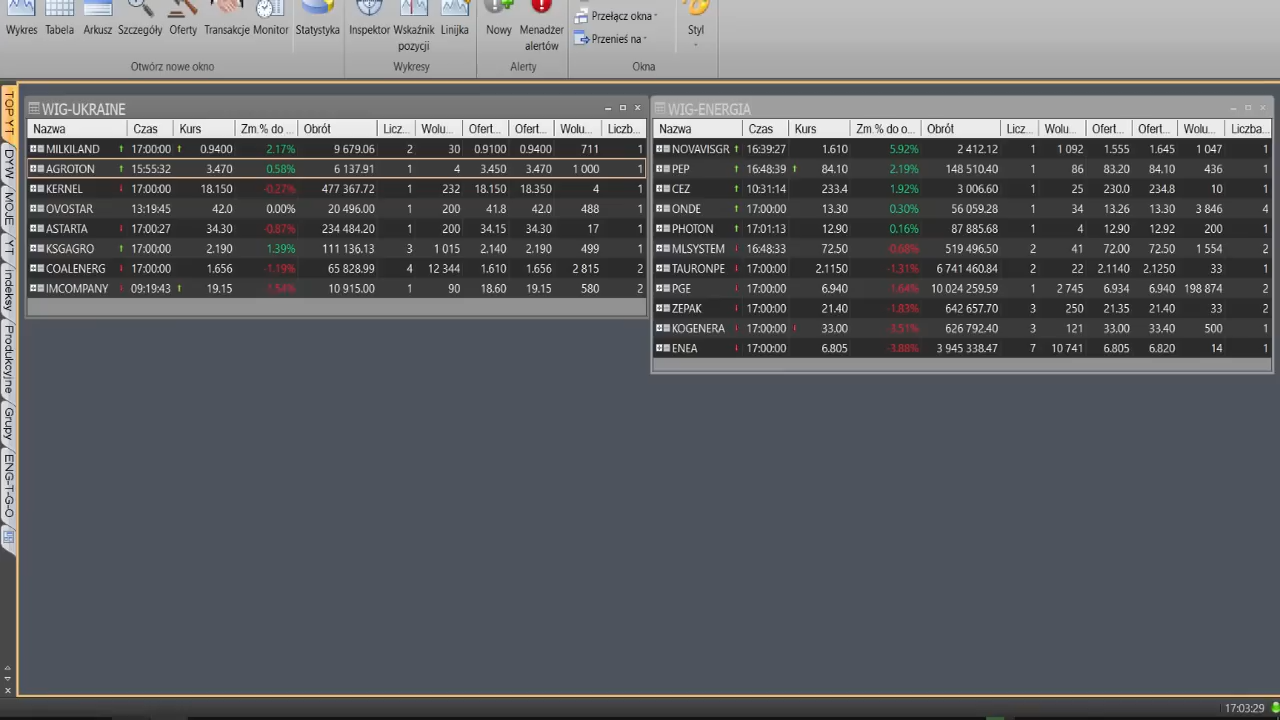 Wykres Tabela Arkusz Szczegóły Oferty Transakcje Monitor Statystyka Inspektor Wskaźnik pozycji Linijka Nowy Menadżer alertów Przełącz okna Przenieś na Styl
Otwórz nowe okno Wykresy Alerty Okna
TOP YT
DYW
MOJE
YT1
indeksy
Produkcyjne
Grupy
ENG-T-G-O
WIG-UKRAINE
Nazwa Czas Kurs Zm.% do ... Obrót Licz... Wolu... Ofert... Ofert... Wolu... Liczb...
MILKILAND 17:00:00 0.9400 2.17% 9 679.06 2 30 0.9100 0.9400 711 1
AGROTON 15:55:32 3.470 0.58% 6 137.91 1 4 3.450 3.470 1 000 1
KERNEL 17:00:00 18.150 -0.27% 477 367.72 1 232 18.150 18.350 4 1
OVOSTAR 13:19:45 42.0 0.00% 20 496.00 1 200 41.8 42.0 488 1
ASTARTA 17:00:27 34.30 -0.87% 234 484.20 1 200 34.15 34.30 17 1
KSGAGRO 17:00:00 2.190 1.39% 111 136.13 3 1 015 2.140 2.190 499 1
COALENERG 17:00:00 1.656 -1.19% 65 828.99 4 12 344 1.610 1.656 2 815 2
IMCOMPANY 09:19:43 19.15 -1.54% 10 915.00 1 90 18.60 19.15 580 2
WIG-ENERGIA
Nazwa Czas Kurs Zm.% do o... Obrót Licz... Wolu... Ofert... Ofert... Wolu... Liczba...
NOVAVISGR 16:39:27 1.610 5.92% 2 412.12 1 1 092 1.555 1.645 1 047 1
PEP 16:48:39 84.10 2.19% 148 510.40 1 86 83.20 84.10 436 1
CEZ 10:31:14 233.4 1.92% 3 006.60 1 25 230.0 234.8 10 1
ONDE 17:00:00 13.30 0.30% 56 059.28 1 34 13.26 13.30 3 846 4
PHOTON 17:01:13 12.90 0.16% 87 885.68 1 4 12.90 12.92 200 1
MLSYSTEM 16:48:33 72.50 -0.68% 519 496.50 2 41 72.00 72.50 1 554 2
TAURONPE 17:00:00 2.1150 -1.31% 6 741 460.84 2 22 2.1140 2.1250 33 1
PGE 17:00:00 6.940 -1.64% 10 024 259.59 1 2 745 6.934 6.940 198 874 2
ZEPAK 17:00:00 21.40 -1.83% 642 657.70 3 250 21.35 21.40 33 2
KOGENERA 17:00:00 33.00 -3.51% 626 792.40 3 121 33.00 33.40 500 1
ENEA 17:00:00 6.805 -3.88% 3 945 338.47 7 10 741 6.805 6.820 14 1
17:03:29